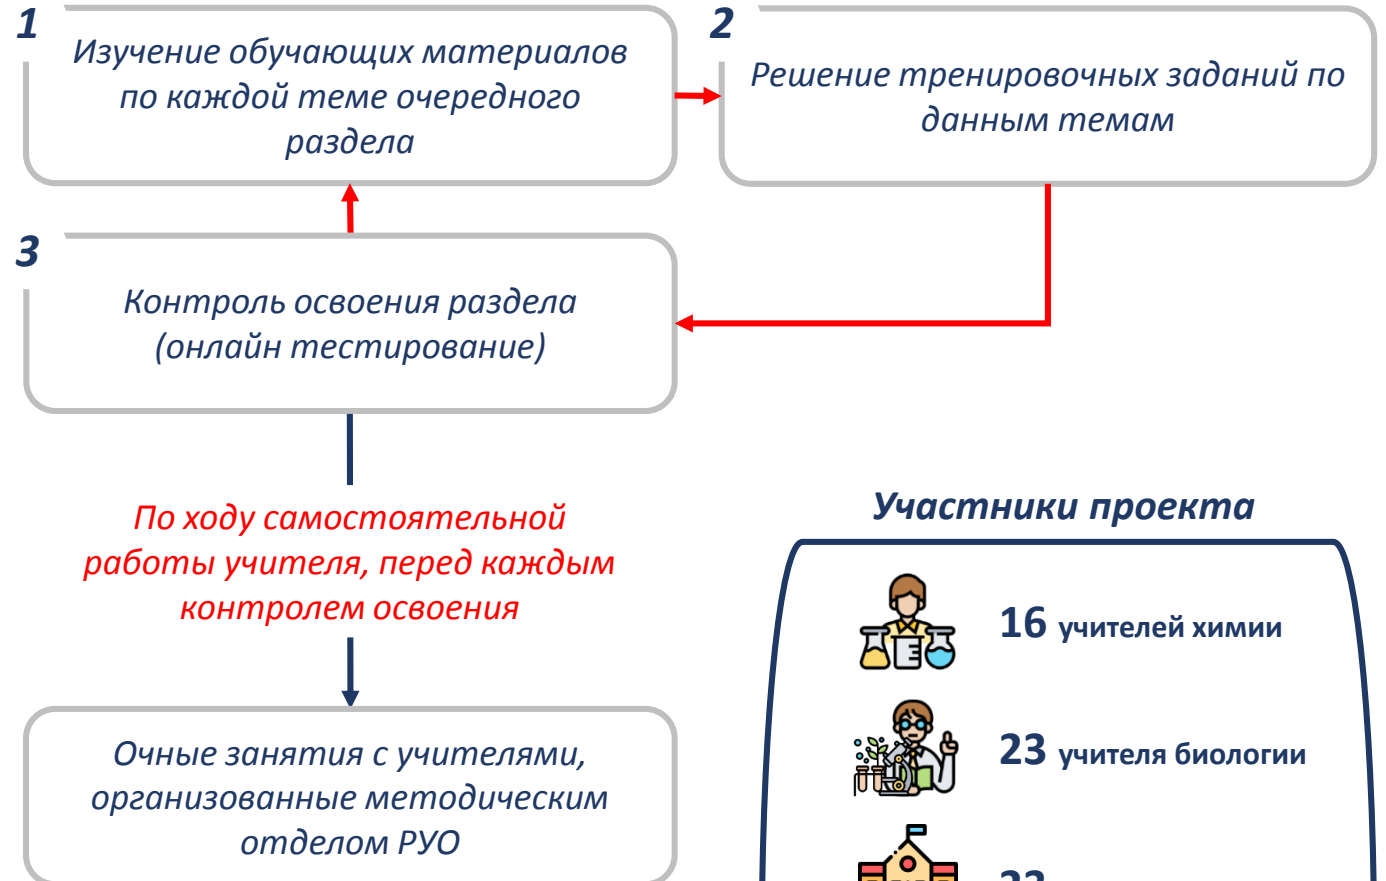 1
Изучение обучающих материалов
по каждой теме очередного
раздела
2
Решение тренировочных заданий по
данным темам
3
Контроль освоения раздела
(онлайн тестирование)
По ходу самостоятельной
работы учителя, перед каждым
контролем освоения
Очные занятия с учителями,
организованные методическим
отделом РУО
Участники проекта
16 учителей химии
23 учителя биологии